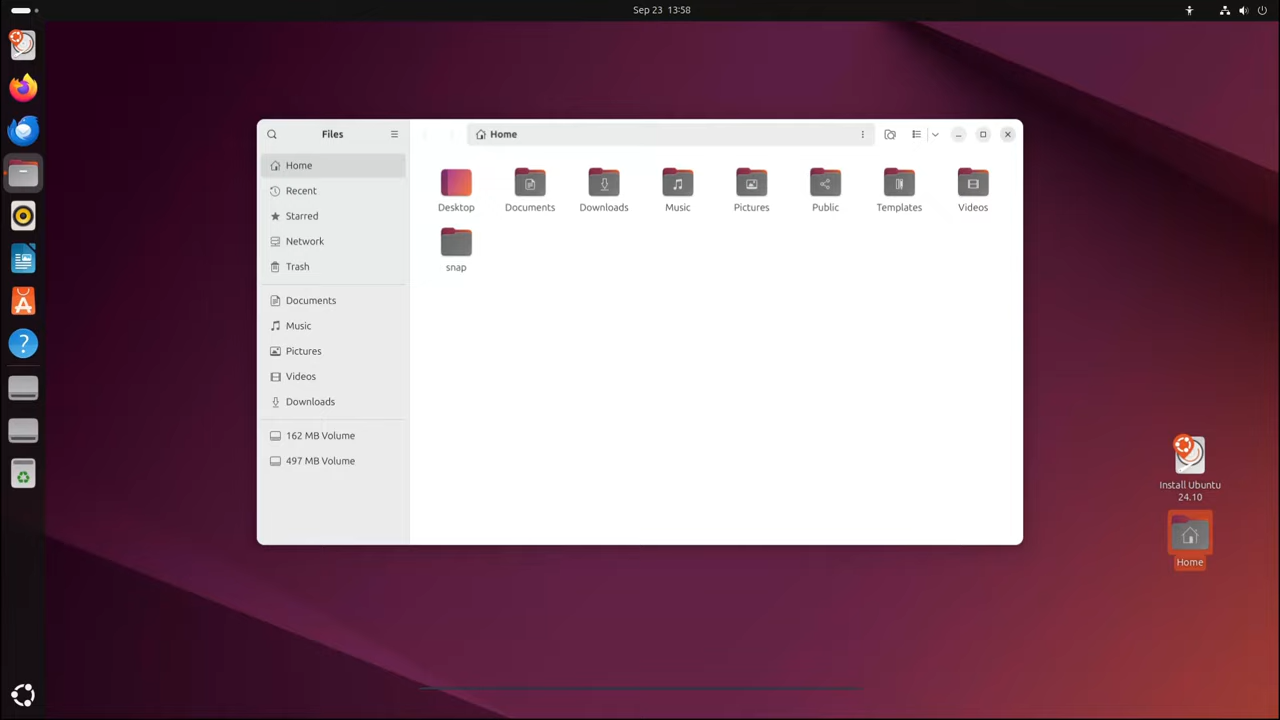 Sep 23 13:58
Files
Home
Home
Recent
Starred
Network
Trash
Documents
Music
Pictures
Videos
Downloads
162 MB Volume
497 MB Volume
Desktop
Documents
Downloads
Music
Pictures
Public
Templates
Videos
snap
Install Ubuntu
24.10
Home